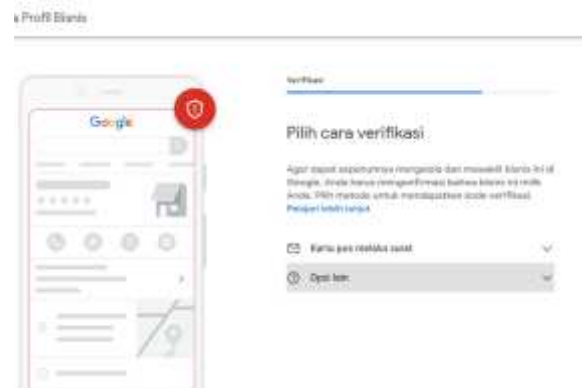 Profil Bisnis
Google
Verifikasi
Pilih cara verifikasi
Agar dapat sepenuhnya mengelola dan mewakili bisnis ini di
Google, Anda harus mengonfirmasi bahwa bisnis ini milik
Anda. Pilih metode untuk mendapatkan kode verifikasi.
Pelajari lebih lanjut
Kartu pos melalui surat
Opsi lain